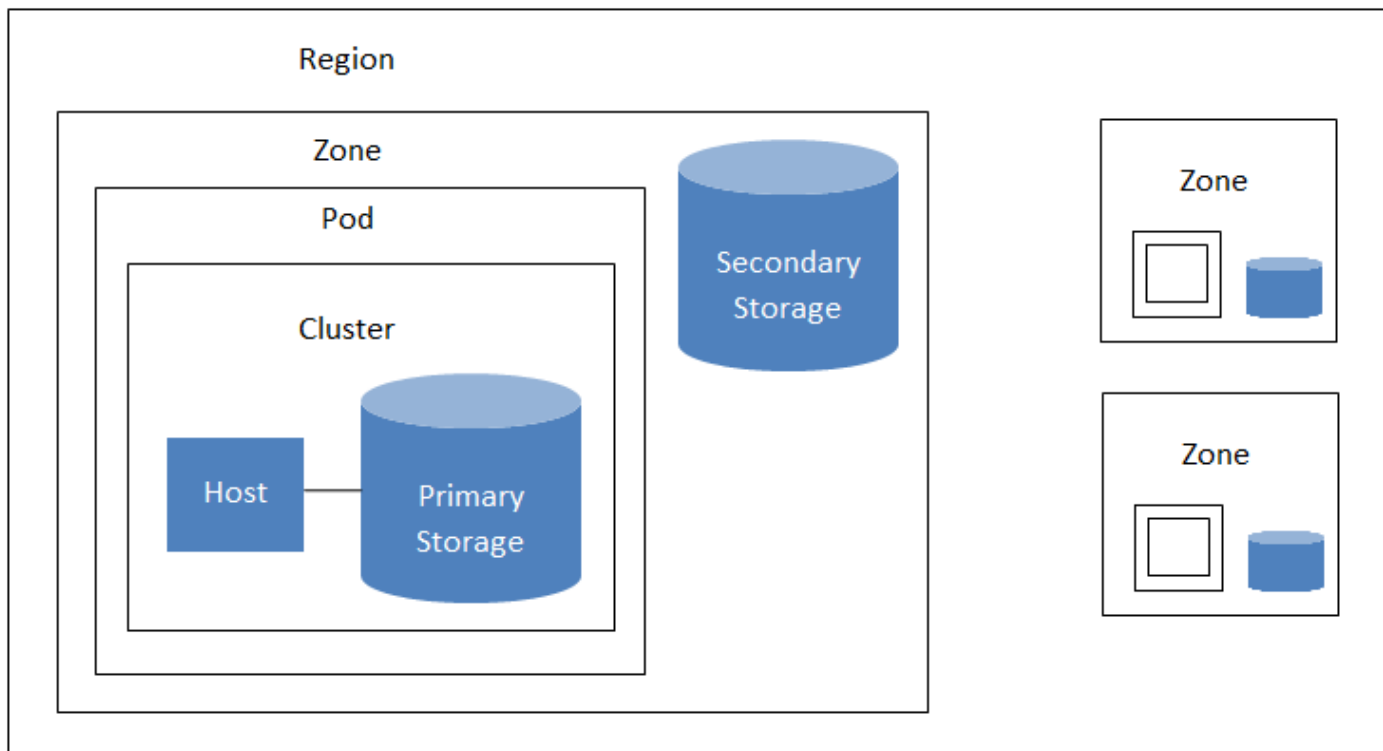 Region
Zone
Pod
Cluster
Host
Primary
Storage
Secondary
Storage
Zone
Zone